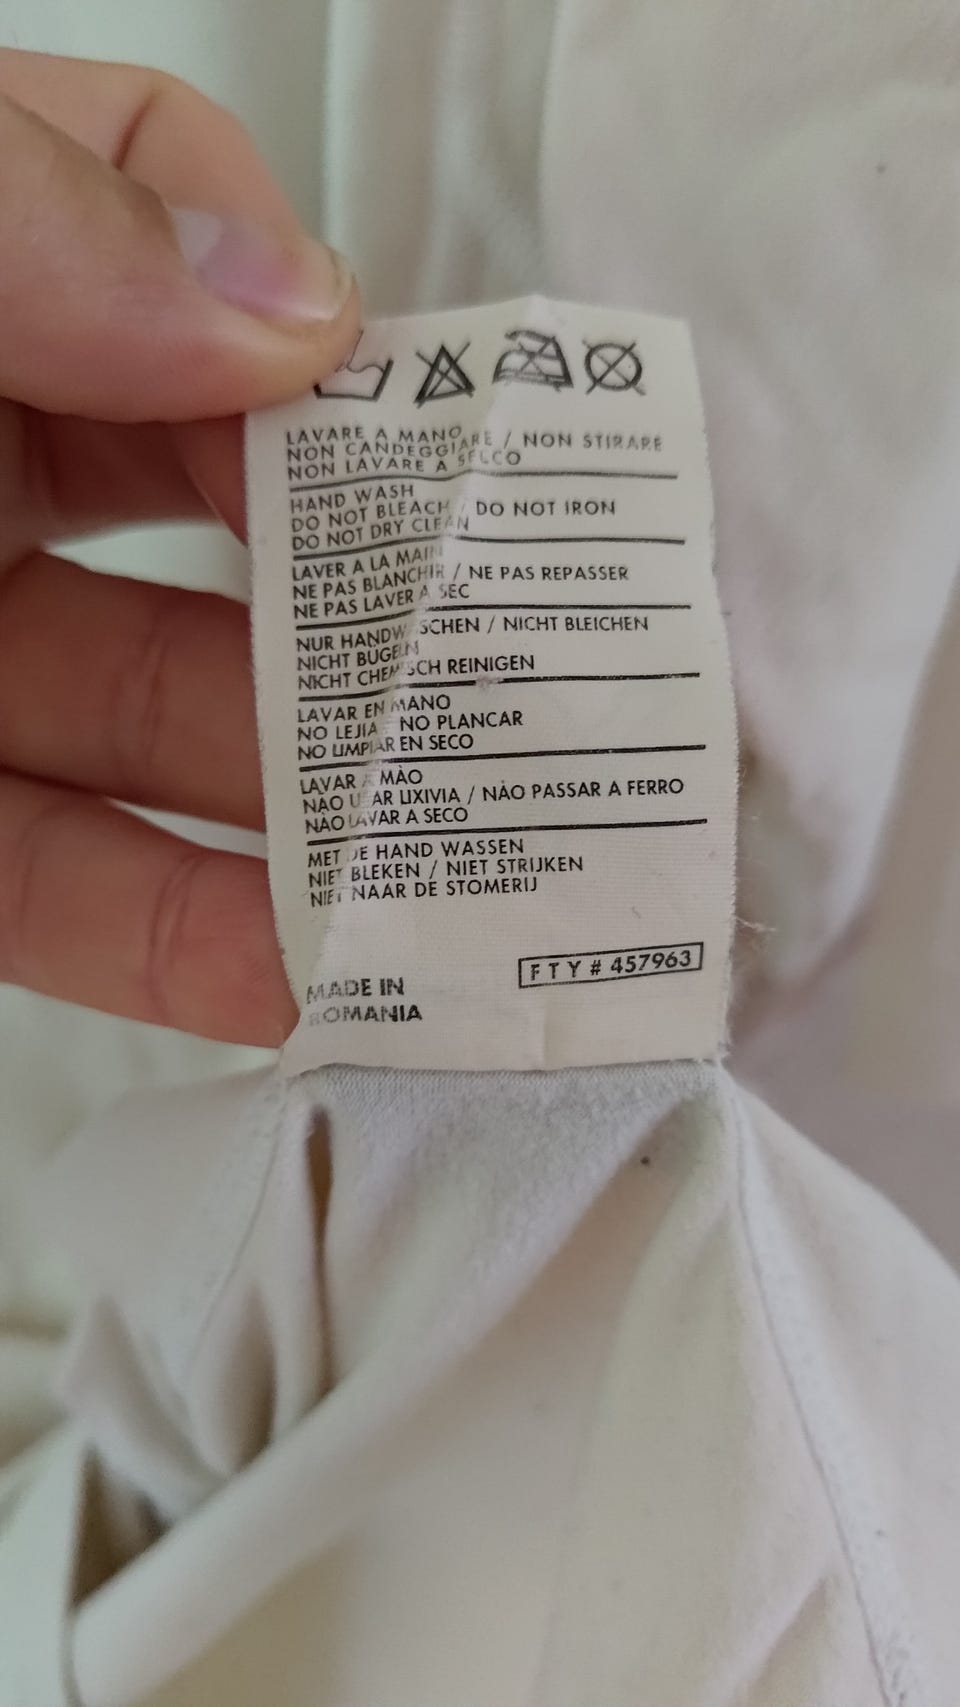 LAVARE A MANO
NON CANDEGGIARE / NON STIRARE
NON LAVARE A SECCO
HAND WASH
DO NOT BLEACH / DO NOT IRON
DO NOT DRY CLEAN
LAVER A LA MAIN
NE PAS BLANCHIR / NE PAS REPASSER
NE PAS LAVER A SEC
NUR HANDWASCHEN / NICHT BLEICHEN
NICHT BUGELN
NICHT CHEMISCH REINIGEN
LAVAR EN MANO
NO LEJIA NO PLANCAR
NO LIMPIAR EN SECO
LAVAR A MÀO
NÃO USAR LIXIVIA / NÀO PASSAR A FERRO
NÃO LAVAR A SECO
MET DE HAND WASSEN
NIET BLEKEN / NIET STRIJKEN
NIET NAAR DE STOMERIJ
FTY # 457963
MADE IN
ROMANIA